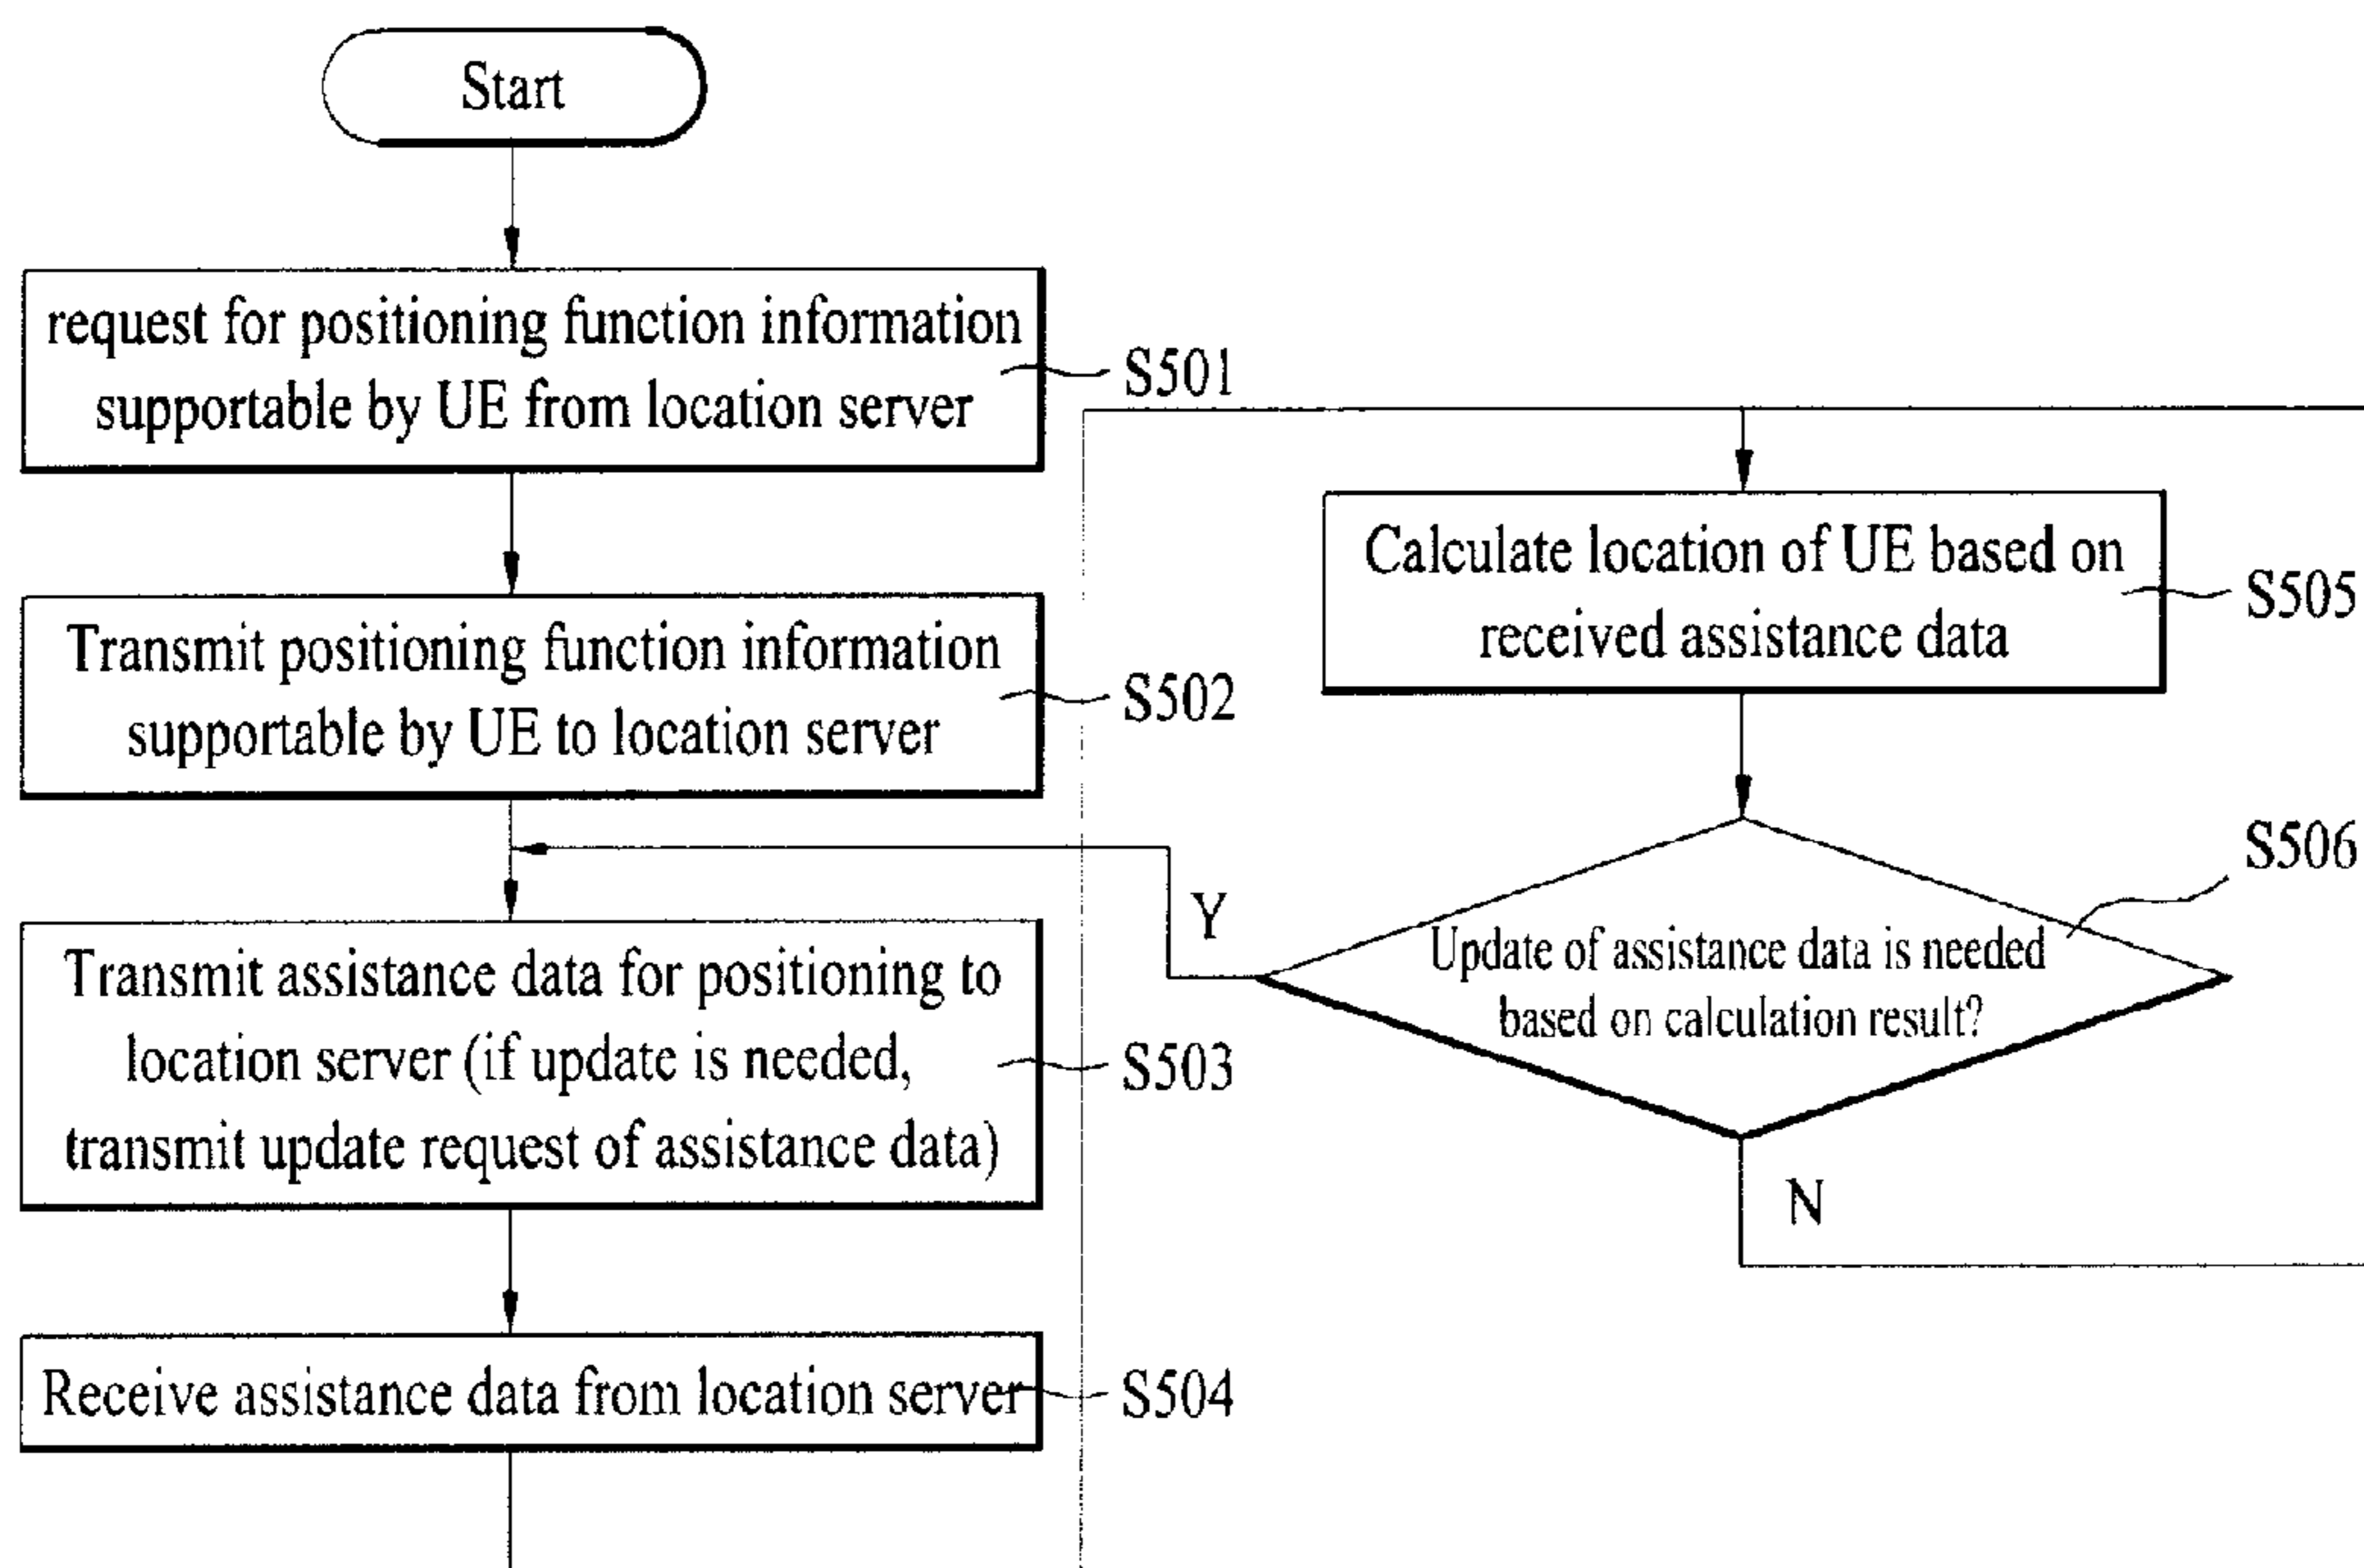 Start
request for positioning function information
supportable by UE from location server
S501
Transmit positioning function information
supportable by UE to location server
S502
Transmit assistance data for positioning to
location server (if update is needed,
transmit update request of assistance data)
S503
Receive assistance data from location server
S504
Calculate location of UE based on
received assistance data
S505
Update of assistance data is needed
based on calculation result?
S506
Y
N